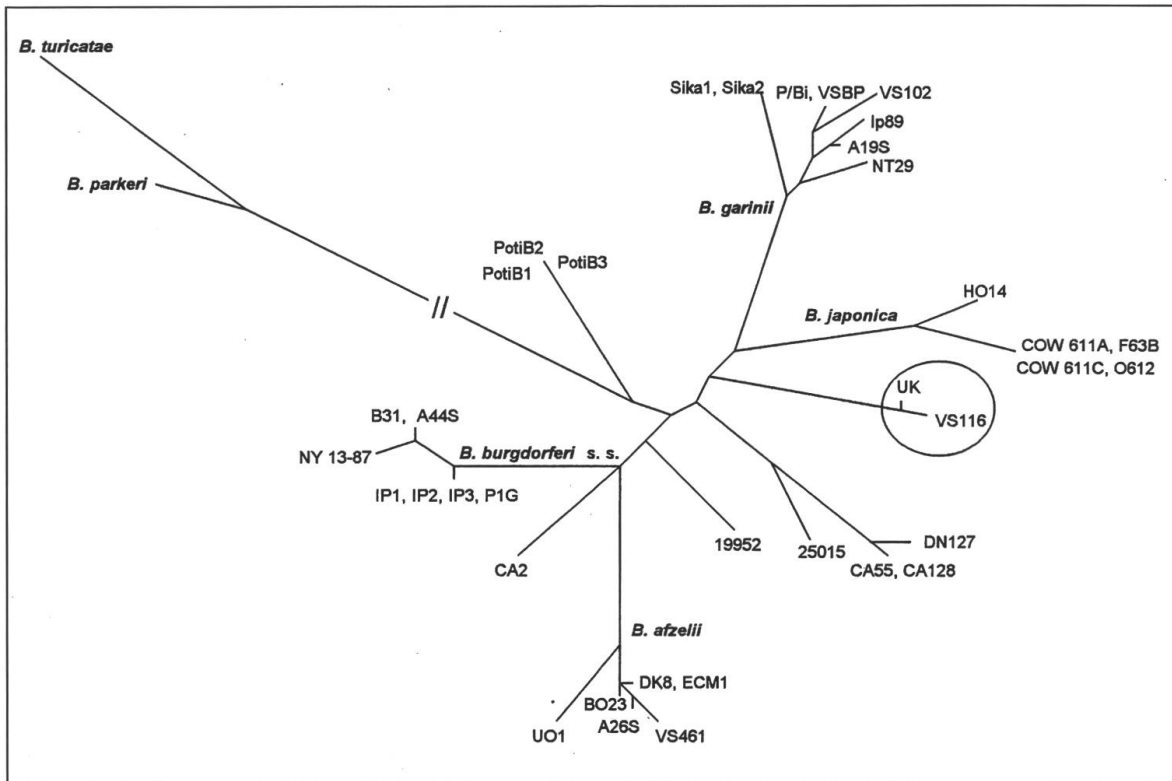 B. turicatae
Sika1, Sika2
P/Bi, VSBP
VS102
Ip89
A19S
NT29
B. parkeri
B. garinii
PotiB2
PotiB3
PotiB1
//
HO14
B. japonica
COW 611A, F63B
COW 611C, O612
UK
VS116
B31, A44S
NY 13-87
B. burgdorferi s. s.
IP1, IP2, IP3, P1G
19952
25015
DN127
CA55, CA128
CA2
B. afzelii
DK8, ECM1
BO23
A26S
UO1
VS461